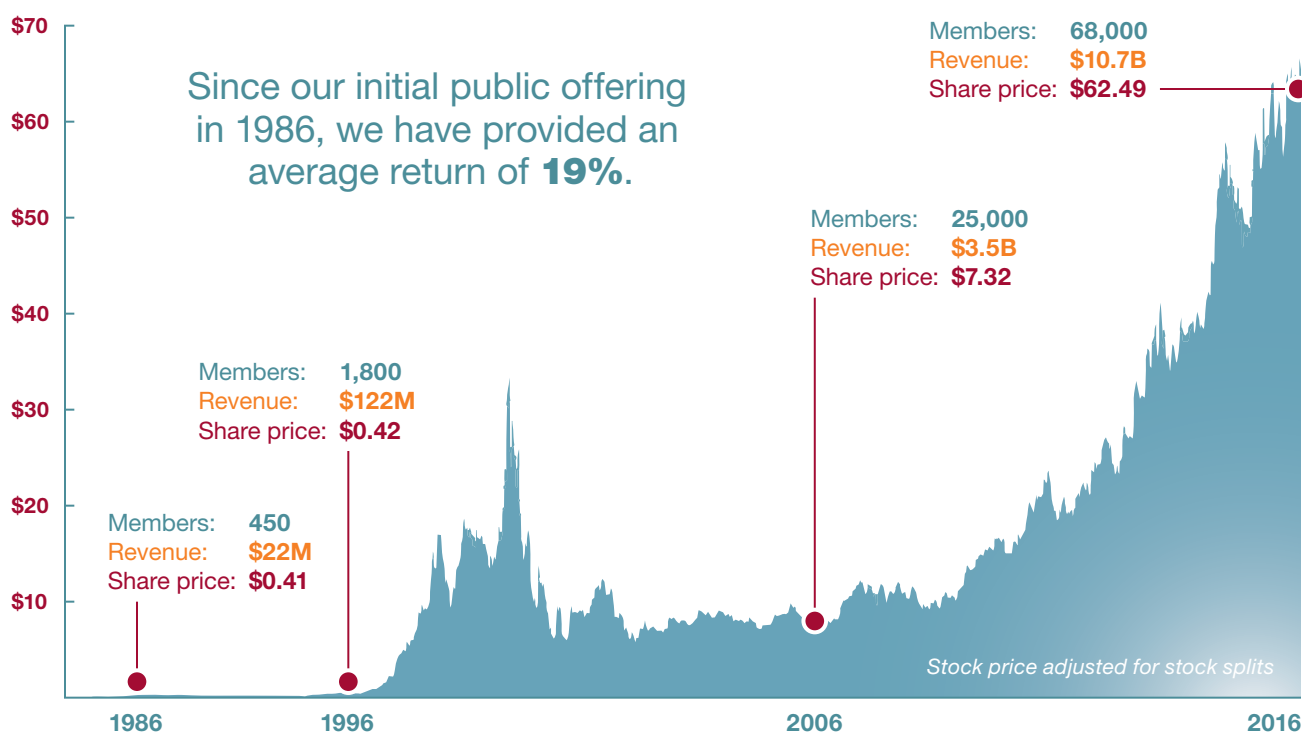 $70
$60
$50
$40
$30
$20
$10
Since our initial public offering
in 1986, we have provided an
average return of 19%.
Members: 450
Revenue: $22M
Share price: $0.41
Members: 1,800
Revenue: $122M
Share price: $0.42
Members: 25,000
Revenue: $3.5B
Share price: $7.32
Members: 68,000
Revenue: $10.7B
Share price: $62.49
Stock price adjusted for stock splits
1986 1996 2006 2016